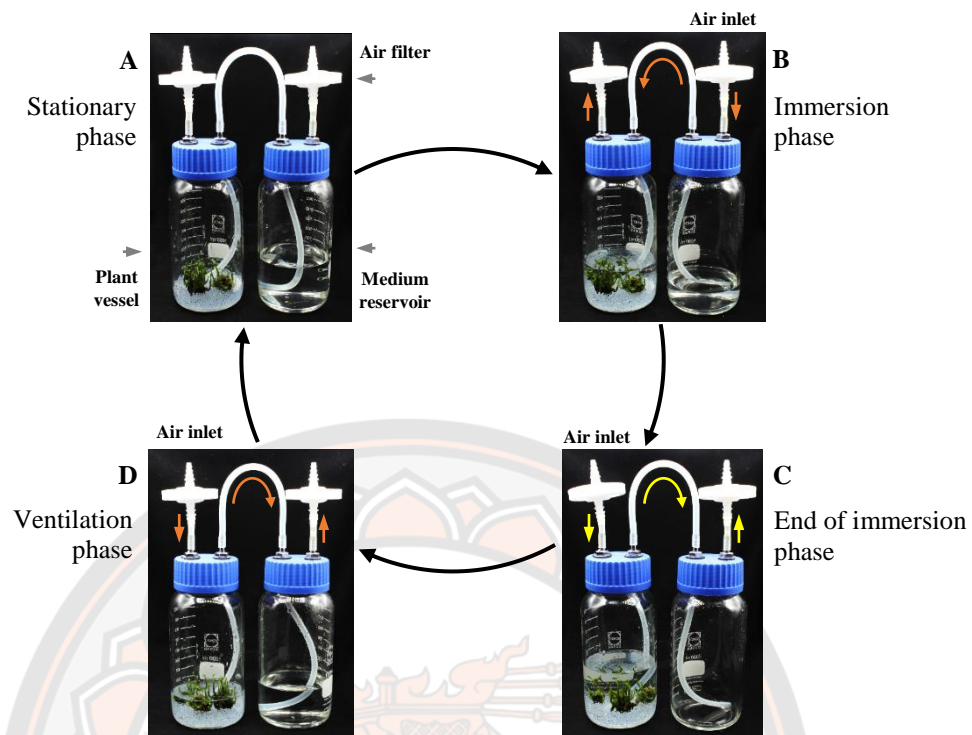 A
Stationary
phase
Air filter
Plant
vessel
Medium
reservoir
Air inlet
B
Immersion
phase
Air inlet
D
Ventilation
phase
Air inlet
C
End of immersion
phase